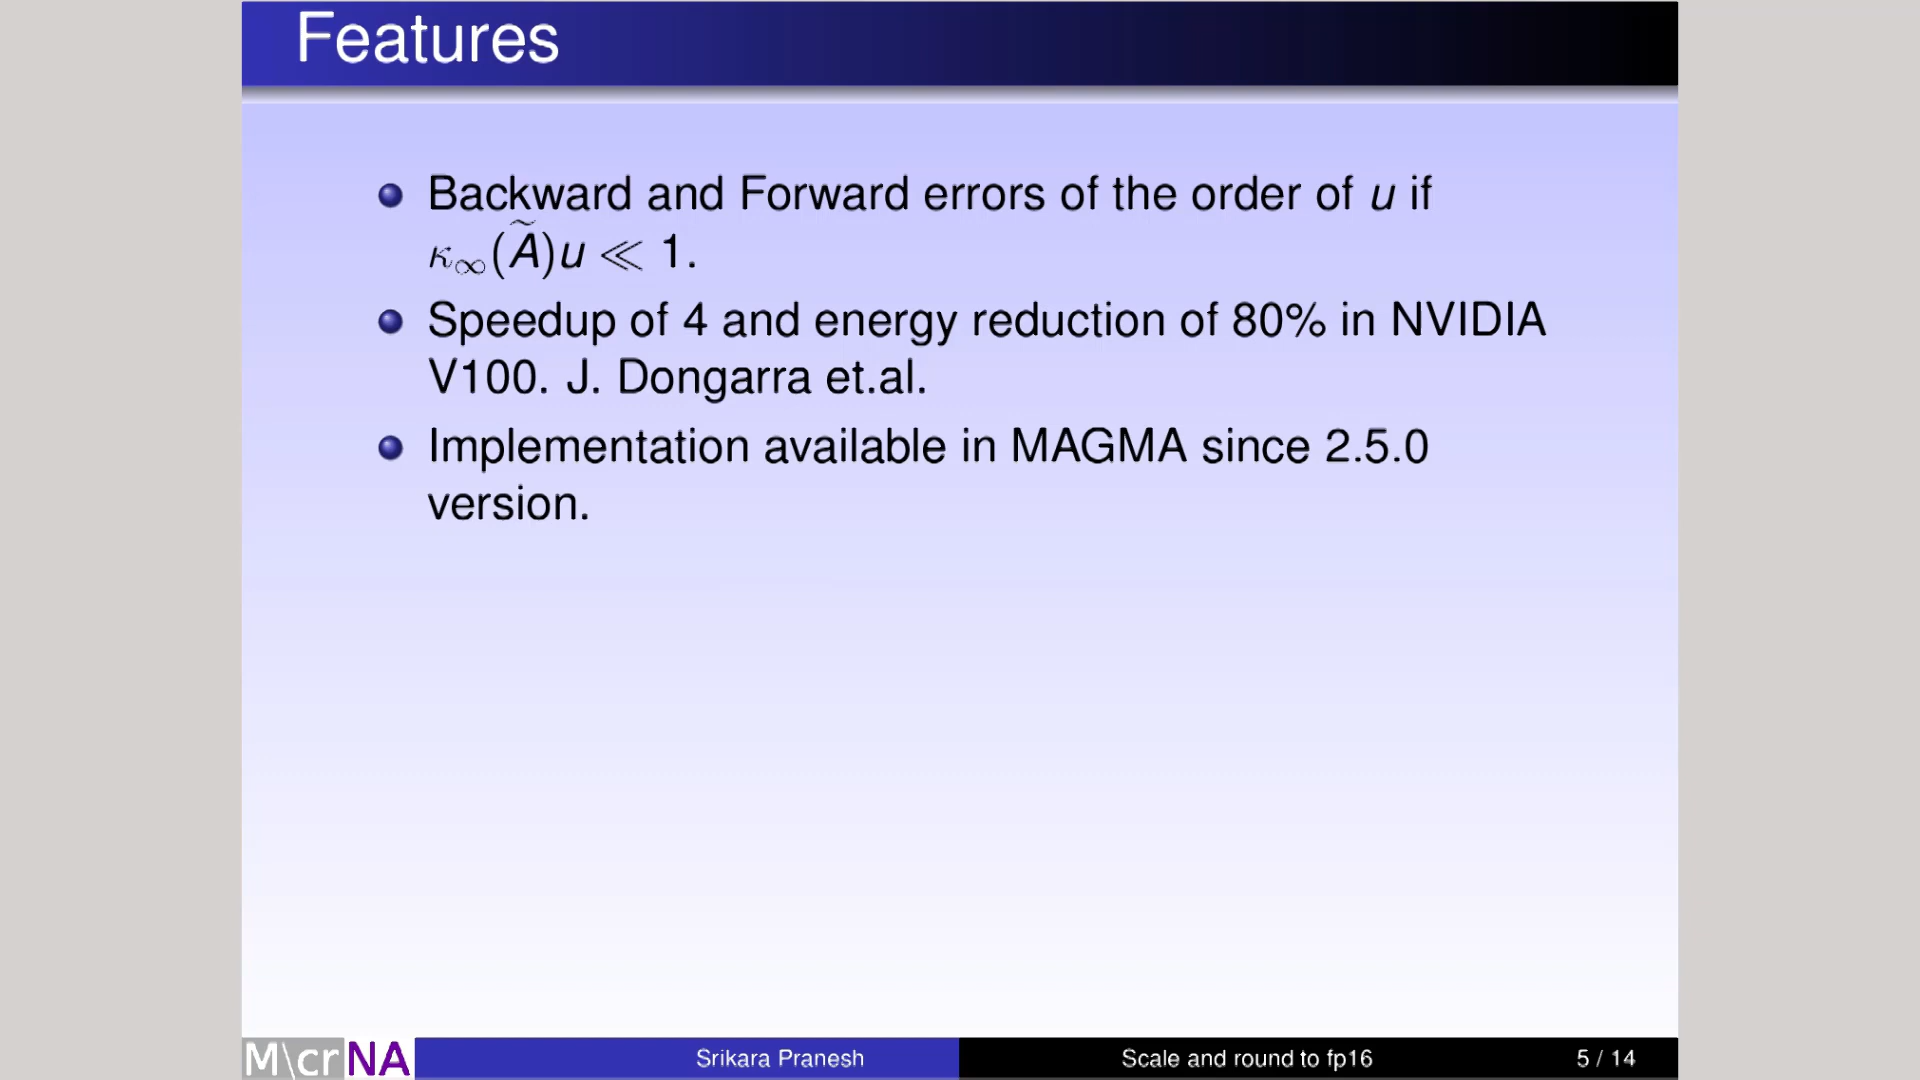 Features
Backward and Forward errors of the order of u if
κ∞(Ã)u ≪ 1.
Speedup of 4 and energy reduction of 80% in NVIDIA
V100. J. Dongarra et.al.
Implementation available in MAGMA since 2.5.0
version.
M\crNA Srikara Pranesh Scale and round to fp16 5 / 14